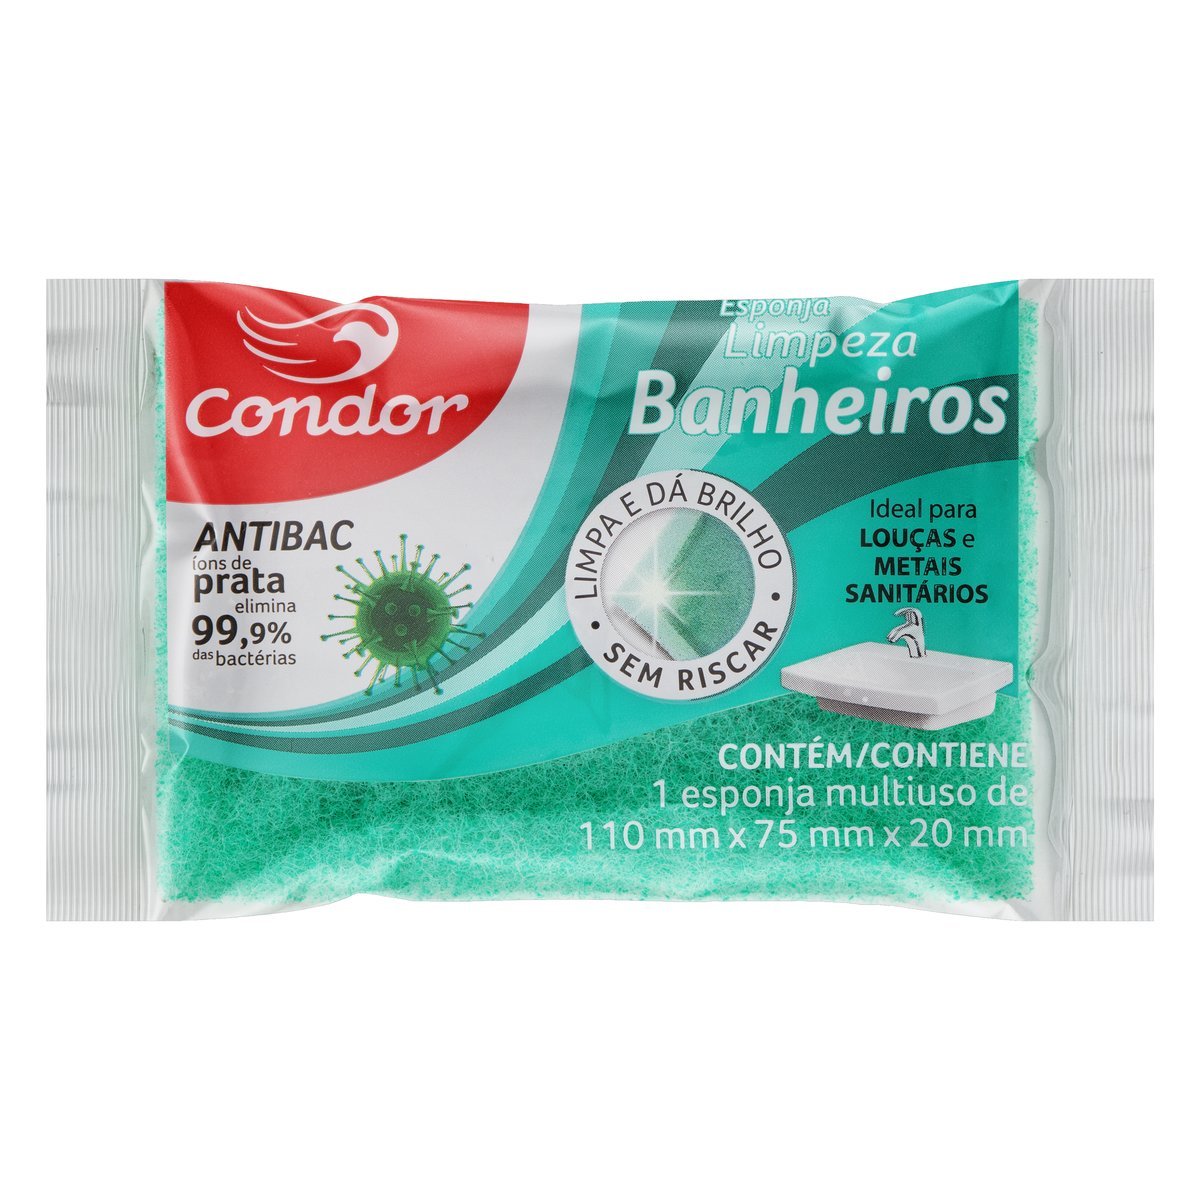 Condor
Esponja
Limpeza
Banheiros
ANTIBAC
íons de
prata
elimina
99,9%
das bactérias
LIMPA E DÁ BRILHO
• SEM RISCAR •
Ideal para
LOUÇAS e
METAIS
SANITÁRIOS
CONTÉM/CONTIENE
1 esponja multiuso de
110 mm x 75 mm x 20 mm